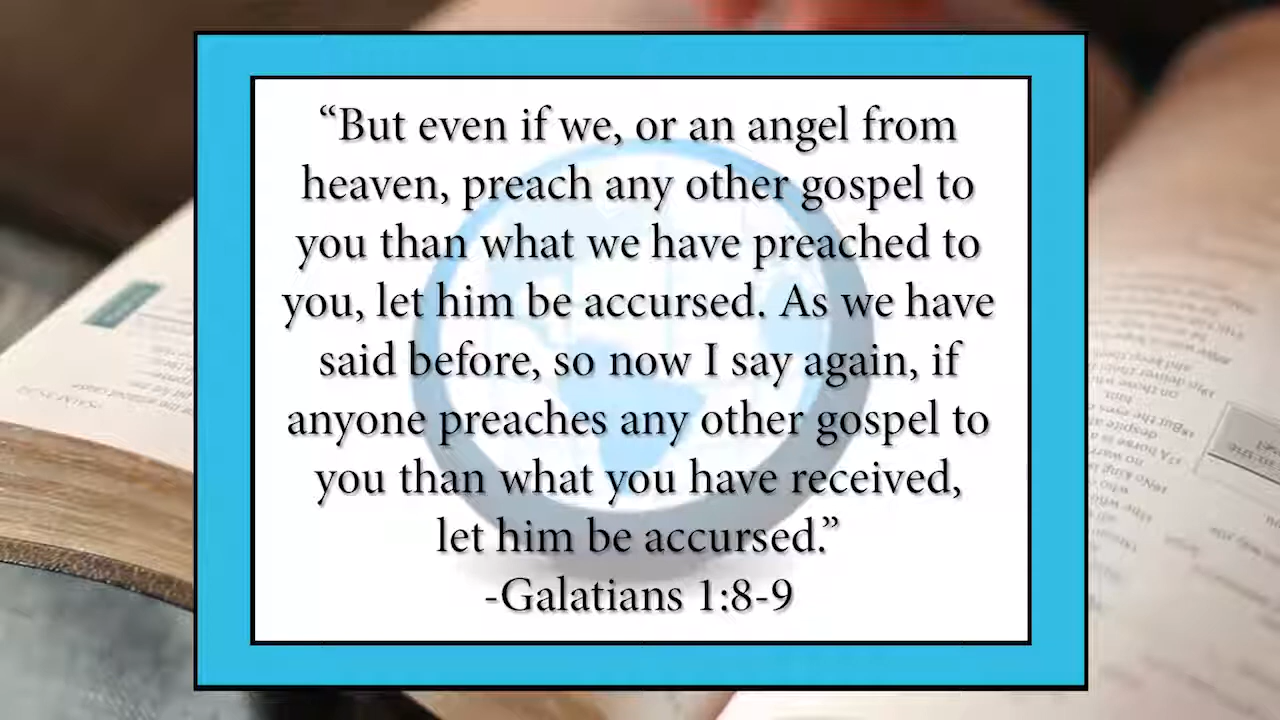 “But even if we, or an angel from
heaven, preach any other gospel to
you than what we have preached to
you, let him be accursed. As we have
said before, so now I say again, if
anyone preaches any other gospel to
you than what you have received,
let him be accursed.”
-Galatians 1:8-9